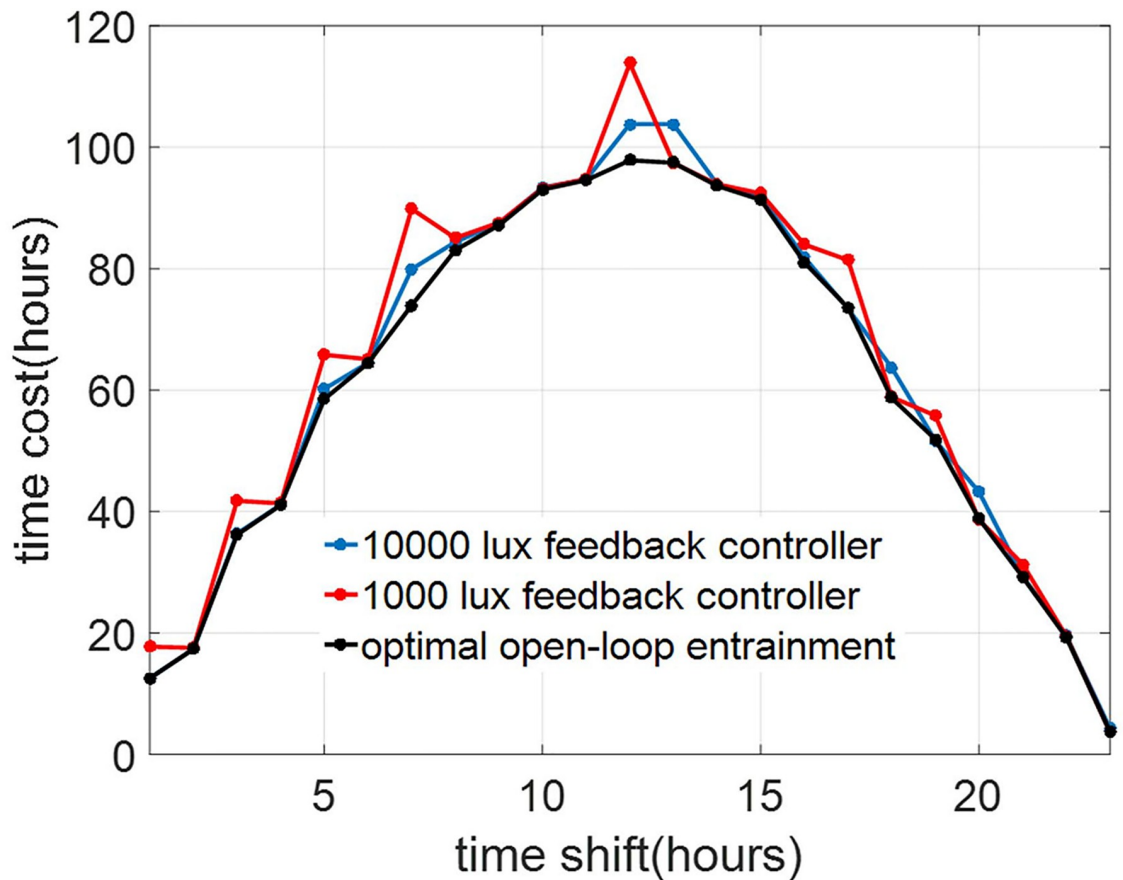 120
100
80
60
40
20
0
time cost(hours)
10000 lux feedback controller
1000 lux feedback controller
optimal open-loop entrainment
5 10 15 20
time shift(hours)